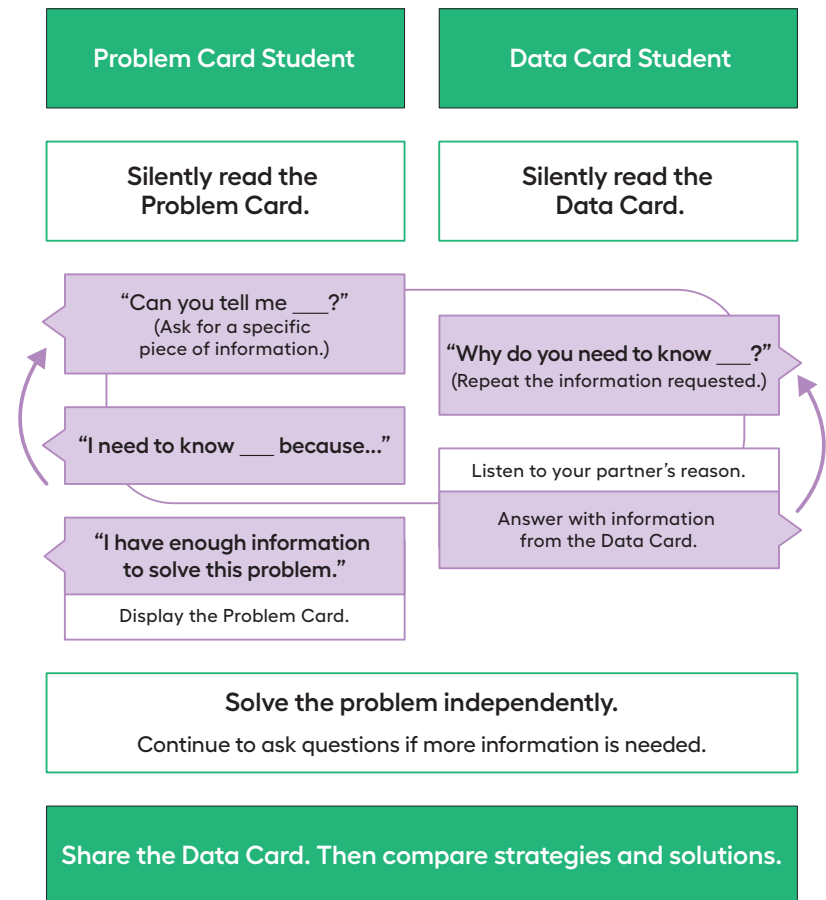 Problem Card Student
Data Card Student
Silently read the
Problem Card.
Silently read the
Data Card.
“Can you tell me ___?”
(Ask for a specific
piece of information.)
“Why do you need to know ___?”
(Repeat the information requested.)
“I need to know ___ because...”
Listen to your partner’s reason.
Answer with information
from the Data Card.
“I have enough information
to solve this problem.”
Display the Problem Card.
Solve the problem independently.
Continue to ask questions if more information is needed.
Share the Data Card. Then compare strategies and solutions.